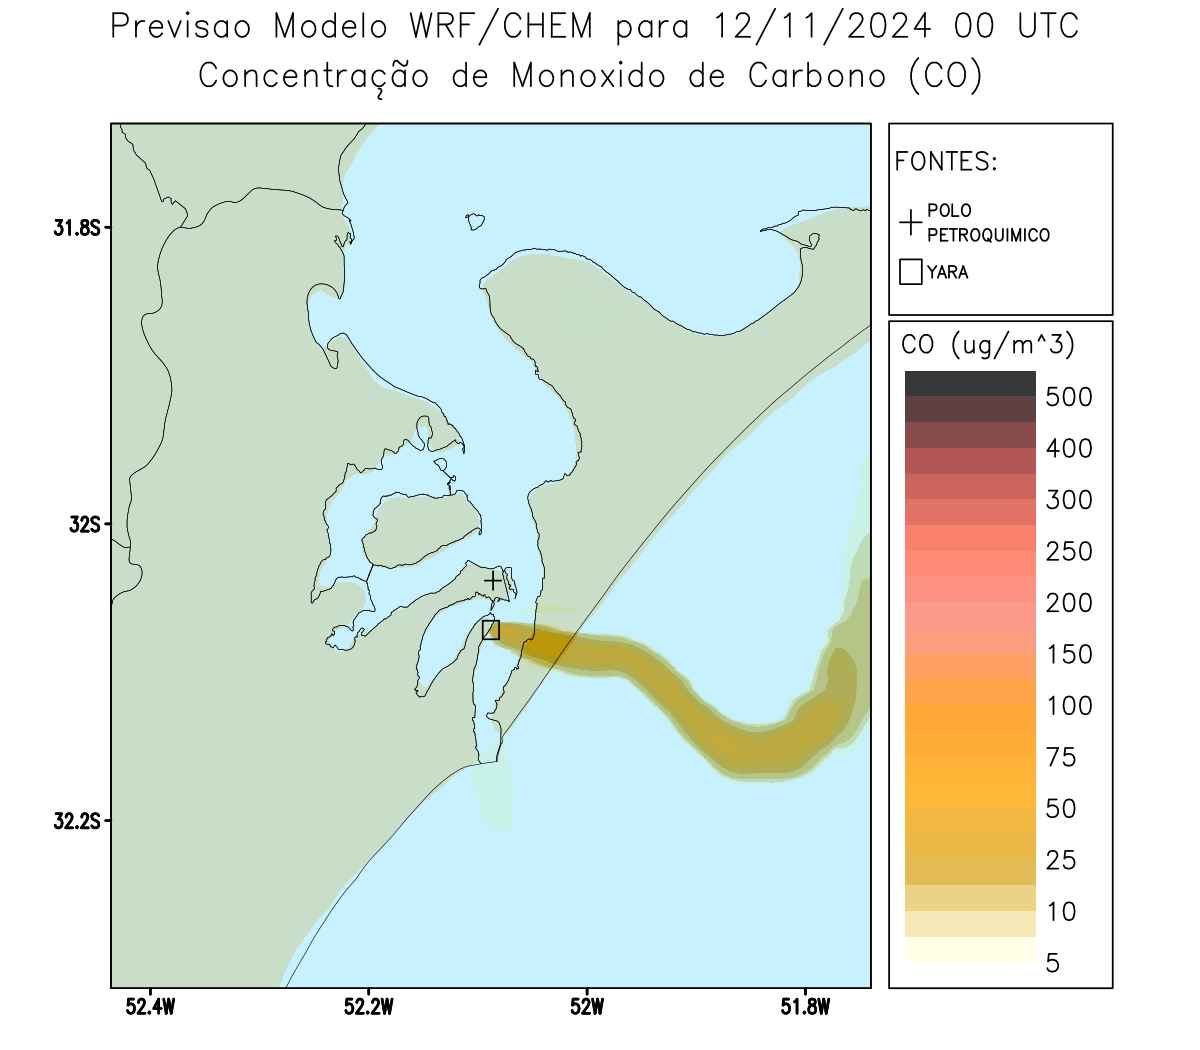 Previsao Modelo WRF/CHEM para 12/11/2024 00 UTC
Concentração de Monoxido de Carbono (CO)
31.8S
32S
32.2S
52.4W
52.2W
52W
51.8W
FONTES:
POLO
PETROQUIMICO
YARA
CO (ug/m^3)
500
400
300
250
200
150
100
75
50
25
10
5